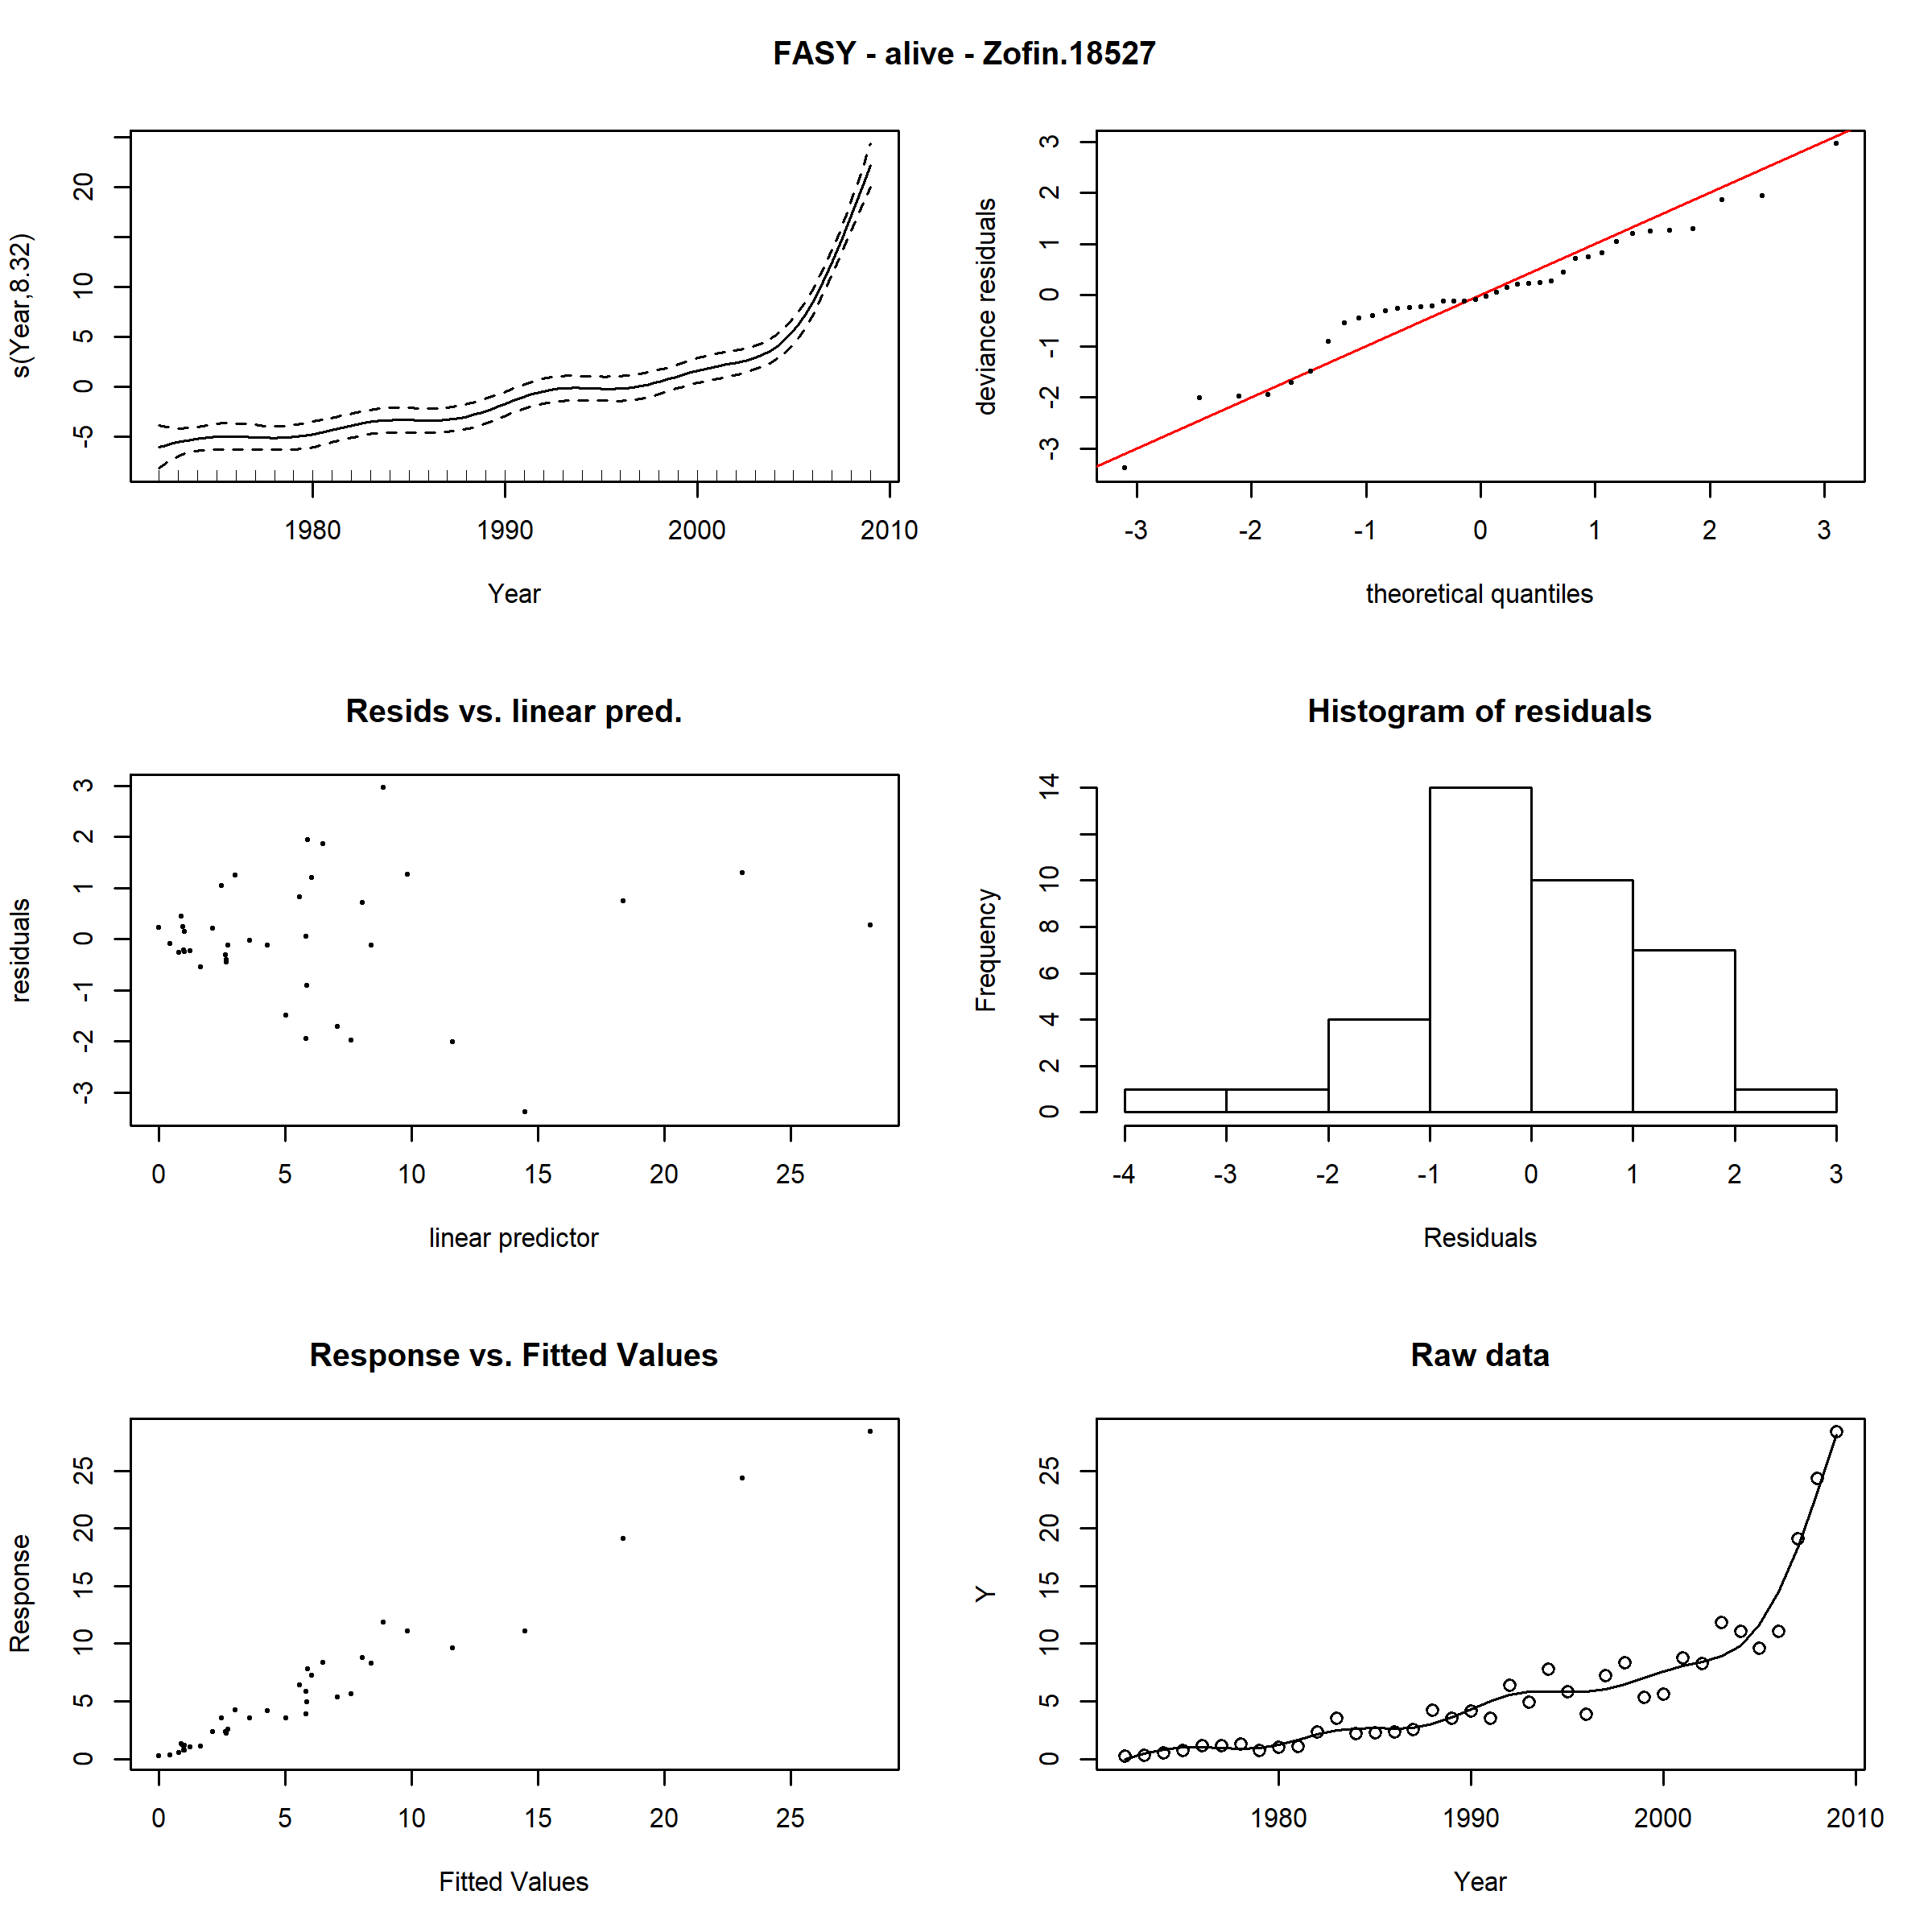 FASY - alive - Zofin.18527
s(Year,8.32)
-5 0 5 10 20
1980 1990 2000 2010
Year
deviance residuals
-3 -2 -1 0 1 2 3
-3 -2 -1 0 1 2 3
theoretical quantiles
Resids vs. linear pred.
residuals
-3 -2 -1 0 1 2 3
0 5 10 15 20 25
linear predictor
Histogram of residuals
Frequency
0 2 4 6 8 10 14
-4 -3 -2 -1 0 1 2 3
Residuals
Response vs. Fitted Values
Response
0 5 10 15 20 25
0 5 10 15 20 25
Fitted Values
Raw data
Y
0 5 10 15 20 25
1980 1990 2000 2010
Year